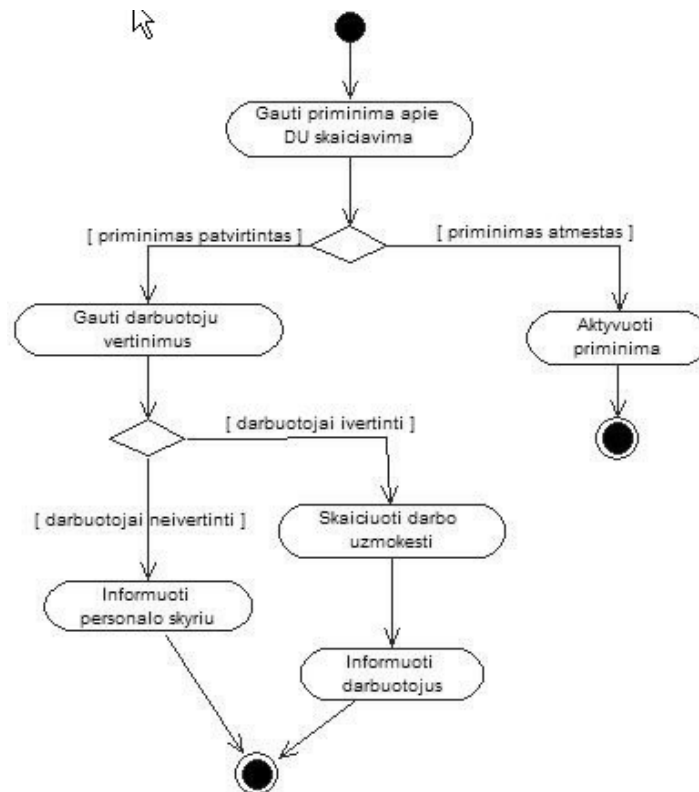 Gauti priminima apie
DU skaiciavima
[ priminimas patvirtintas ]
[ priminimas atmestas ]
Gauti darbuotoju
vertinimus
Aktyvuoti
priminima
[ darbuotojai ivertinti ]
[ darbuotojai neivertinti ]
Skaiciuoti darbo
uzmokesti
Informuoti
personalo skyriu
Informuoti
darbuotojus